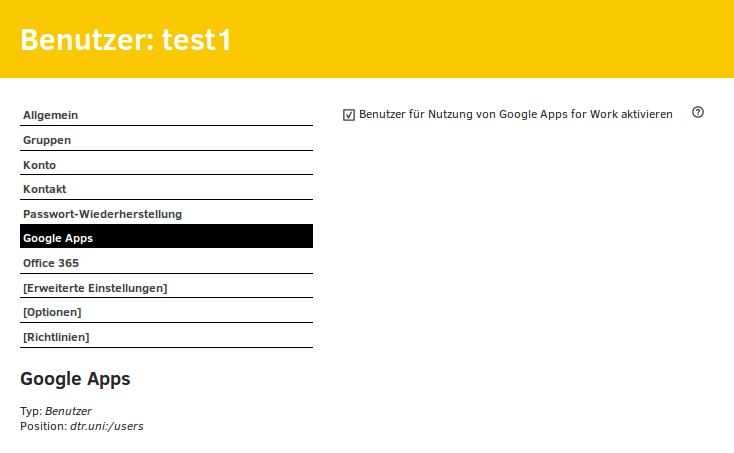 Benutzer: test1
Allgemein
Gruppen
Konto
Kontakt
Passwort-Wiederherstellung
Google Apps
Office 365
[Erweiterte Einstellungen]
[Optionen]
[Richtlinien]
Google Apps
Typ: Benutzer
Position: dtr.uni:/users
Benutzer für Nutzung von Google Apps for Work aktivieren ?